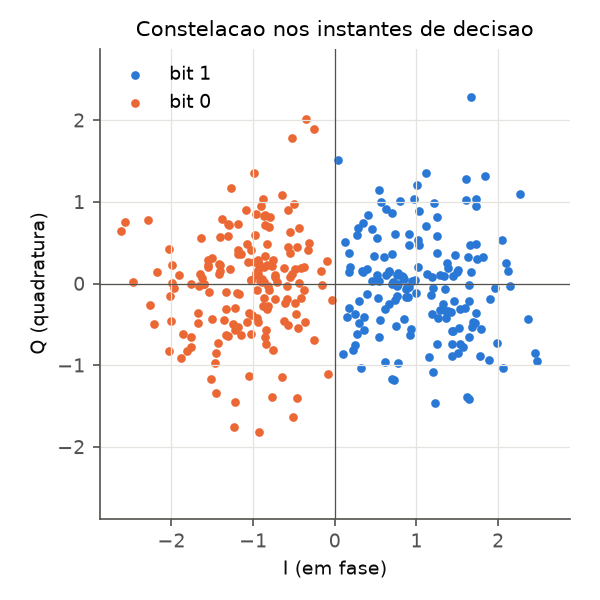 Constelacao nos instantes de decisao
bit 1
bit 0
Q (quadratura)
2
1
0
−1
−2
−2
−1
0
1
2
I (em fase)